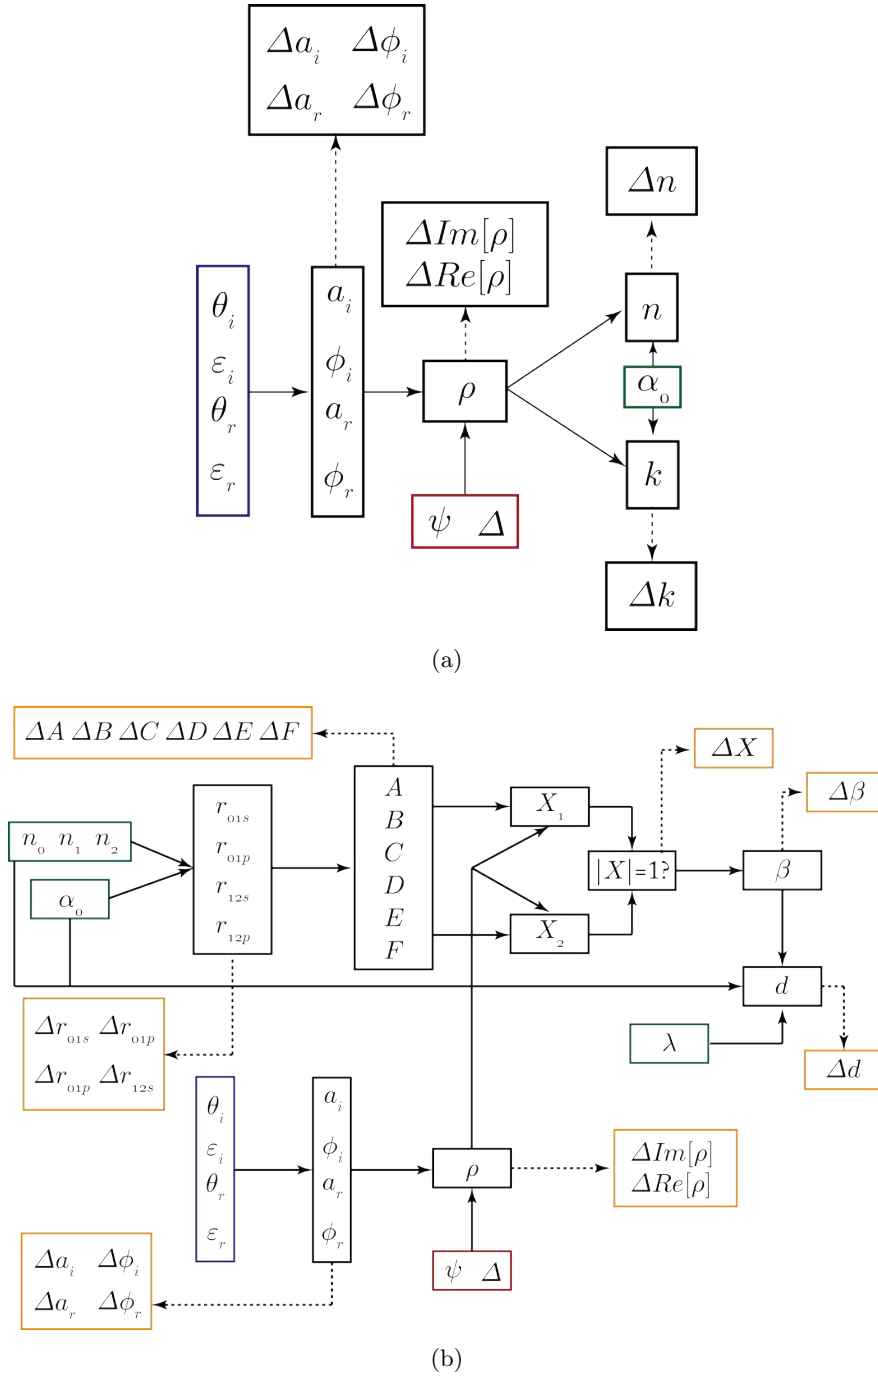 Δa_i Δϕ_i
Δa_r Δϕ_r
Δn
ΔIm[ρ]
ΔRe[ρ]
θ_i
ε_i
θ_r
ε_r
a_i
ϕ_i
a_r
ϕ_r
ρ
n
α_0
k
ψ Δ
Δk
(a)
ΔA ΔB ΔC ΔD ΔE ΔF
ΔX
Δβ
n_0 n_1 n_2
α_0
r_01s
r_01p
r_12s
r_12p
A
B
C
D
E
F
X_1
X_2
|X|=1?
β
d
λ
Δd
Δr_01s Δr_01p
Δr_01p Δr_12s
θ_i
ε_i
θ_r
ε_r
a_i
ϕ_i
a_r
ϕ_r
ρ
ΔIm[ρ]
ΔRe[ρ]
Δa_i Δϕ_i
Δa_r Δϕ_r
ψ Δ
(b)